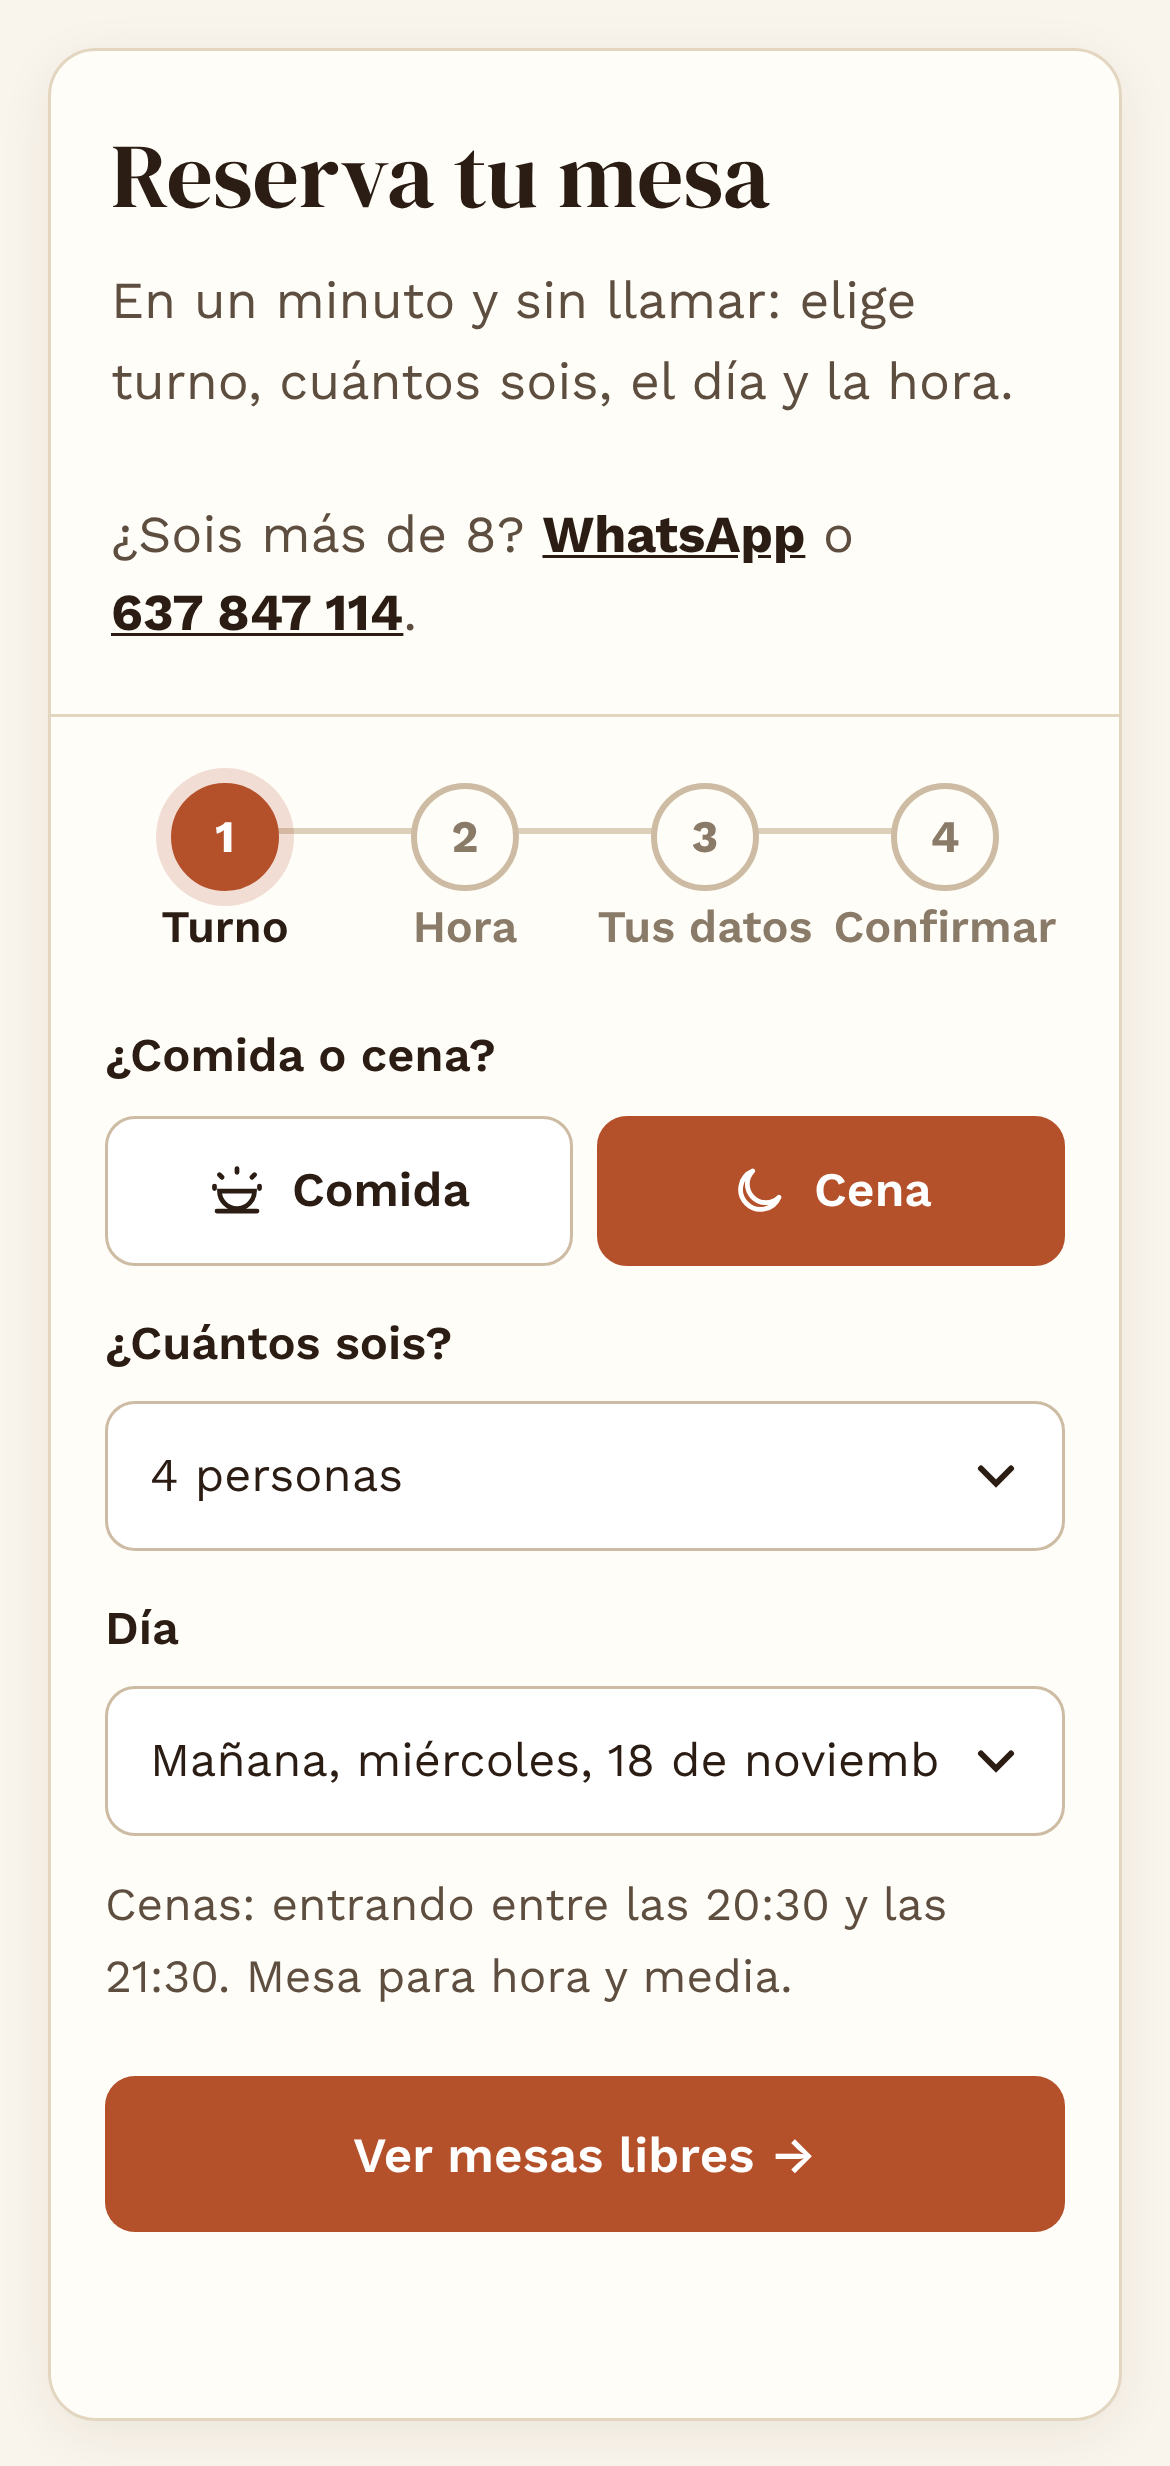 Reserva tu mesa
En un minuto y sin llamar: elige
turno, cuántos sois, el día y la hora.
¿Sois más de 8? WhatsApp o
637 847 114.
1 2 3 4
Turno Hora Tus datos Confirmar
¿Comida o cena?
Comida Cena
¿Cuántos sois?
4 personas
Día
Mañana, miércoles, 18 de noviemb
Cenas: entrando entre las 20:30 y las
21:30. Mesa para hora y media.
Ver mesas libres →